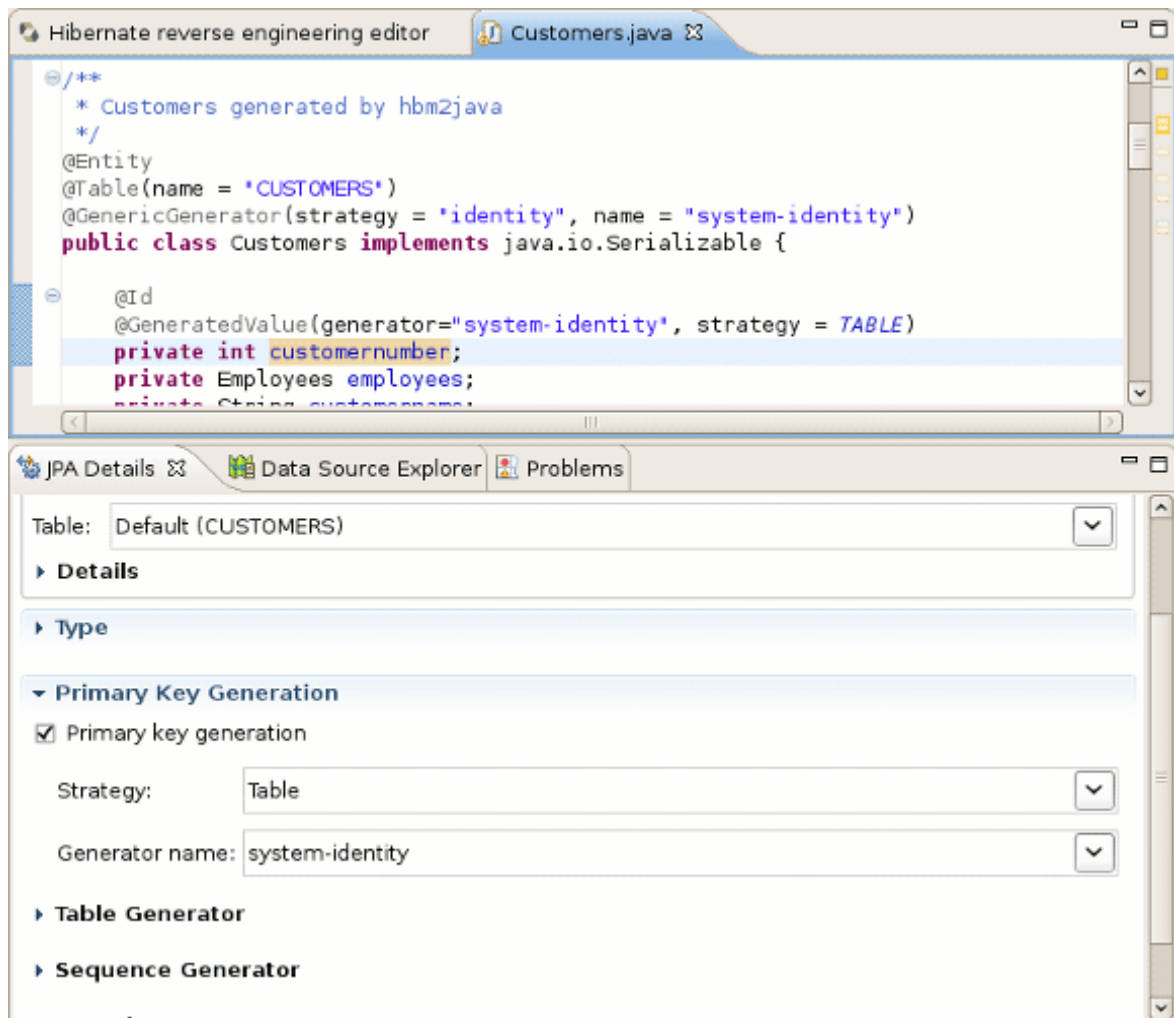 Hibernate reverse engineering editor
Customers.java
/**
* Customers generated by hbm2java
*/
@Entity
@Table(name = "CUSTOMERS")
@GenericGenerator(strategy = "identity", name = "system-identity")
public class Customers implements java.io.Serializable {
@Id
@GeneratedValue(generator="system-identity", strategy = TABLE)
private int customernumber;
private Employees employees;
private String customername;
JPA Details
Data Source Explorer
Problems
Table: Default (CUSTOMERS)
Details
Type
Primary Key Generation
Primary key generation
Strategy: Table
Generator name: system-identity
Table Generator
Sequence Generator